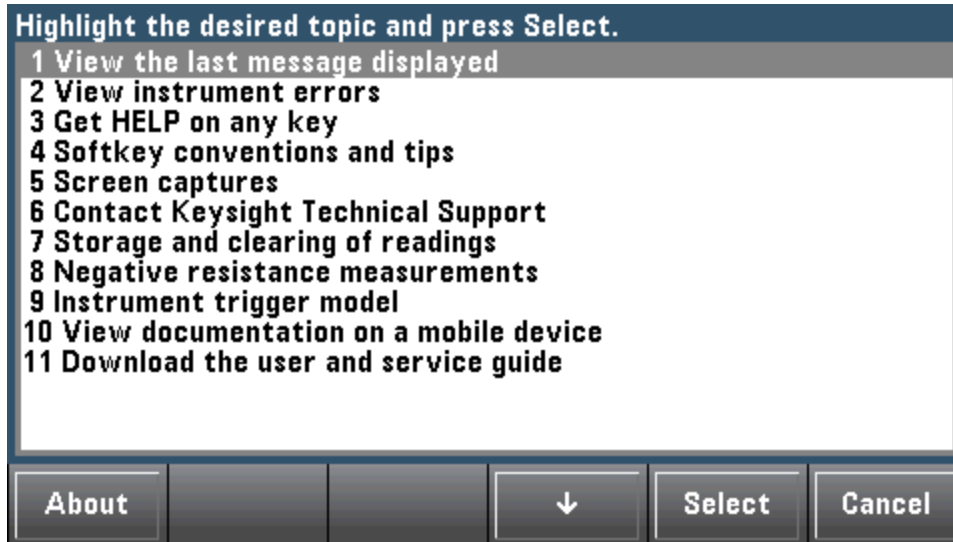 Highlight the desired topic and press Select.
1 View the last message displayed
2 View instrument errors
3 Get HELP on any key
4 Softkey conventions and tips
5 Screen captures
6 Contact Keysight Technical Support
7 Storage and clearing of readings
8 Negative resistance measurements
9 Instrument trigger model
10 View documentation on a mobile device
11 Download the user and service guide
About ↓ Select Cancel